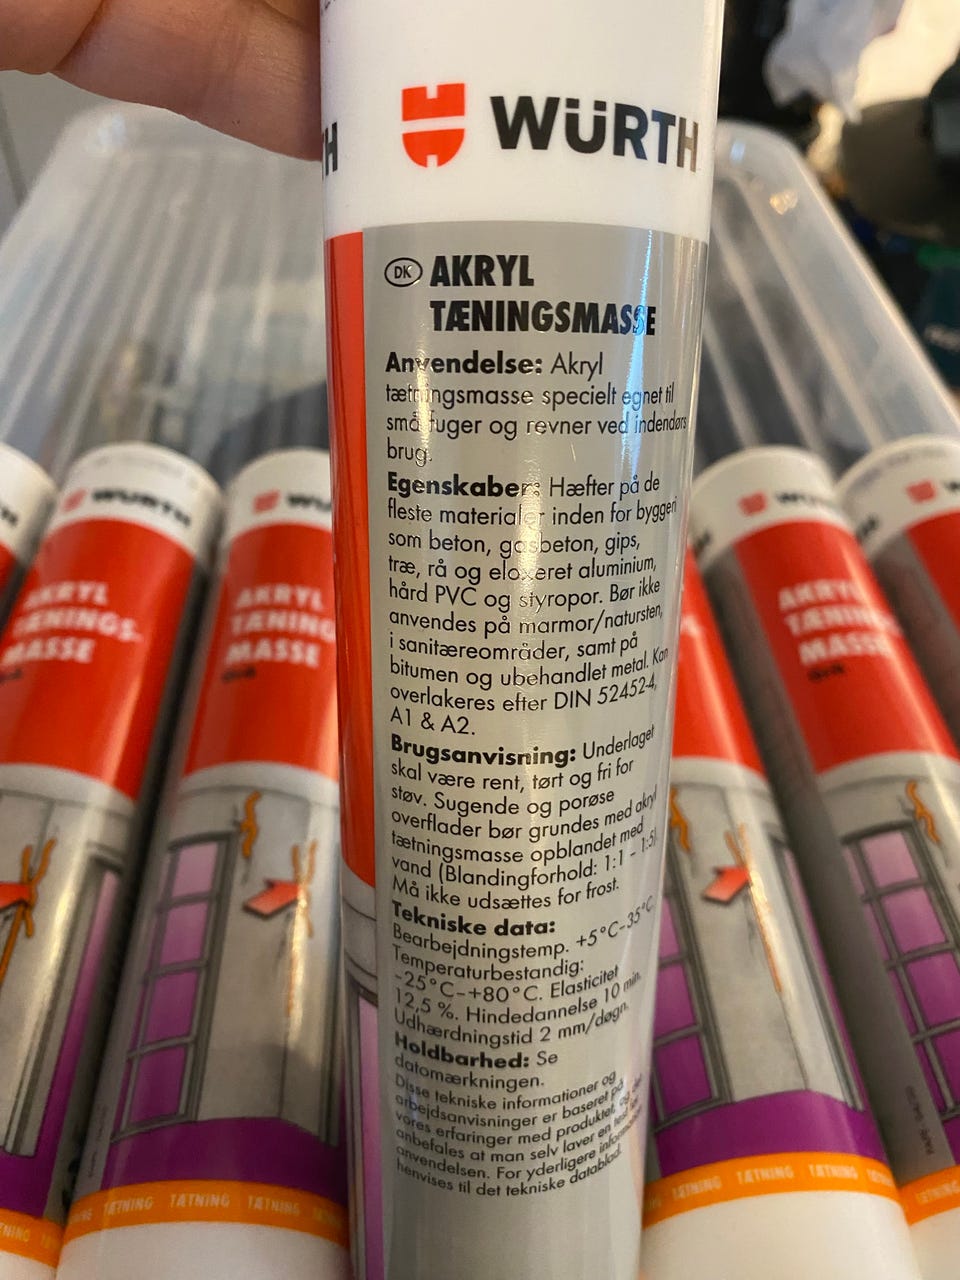 WÜRTH
DK AKRYL
TÆNINGSMASSE
Anvendelse: Akryl
tætningsmasse specielt egnet til
små fuger og revner ved indendørs
brug.
Egenskaber: Hæfter på de
fleste materialer inden for byggeri
som beton, gasbeton, gips,
træ, rå og eloxeret aluminium,
hård PVC og styropor. Bør ikke
anvendes på marmor/natursten,
i sanitæreområder, samt på
bitumen og ubehandlet metal. Kan
overlakeres efter DIN 52452-4,
A1 & A2.
Brugsanvisning: Underlaget
skal være rent, tørt og fri for
støv. Sugende og porøse
overflader bør grundes med akryl
tætningsmasse opblandet med
vand (Blandingforhold: 1:1 - 1:5).
Må ikke udsættes for frost.
Tekniske data:
Bearbejdningstemp. +5°C-35°C.
Temperaturbestandig:
-25°C-+80°C. Elasticitet
12,5 %. Hindedannelse 10 min.
Udhærdningstid 2 mm/døgn.
Holdbarhed: Se
datomærkningen.
Disse tekniske informationer og
arbejdsanvisninger er baseret på
vores erfaringer med produktet, og det
anbefales at man selv laver en test før
anvendelsen. For yderligere information
henvises til det tekniske datablad.
WÜRTH
AKRYL
TÆNINGS-
MASSE
TÆTNING
WÜRTH
AKRYL
TÆNINGS
MASSE
TÆTNING TÆTNING TÆTNING
WÜRTH
AKRYL
TÆNINGS
MASSE
TÆTNING TÆTNING TÆTNING
TÆTNING